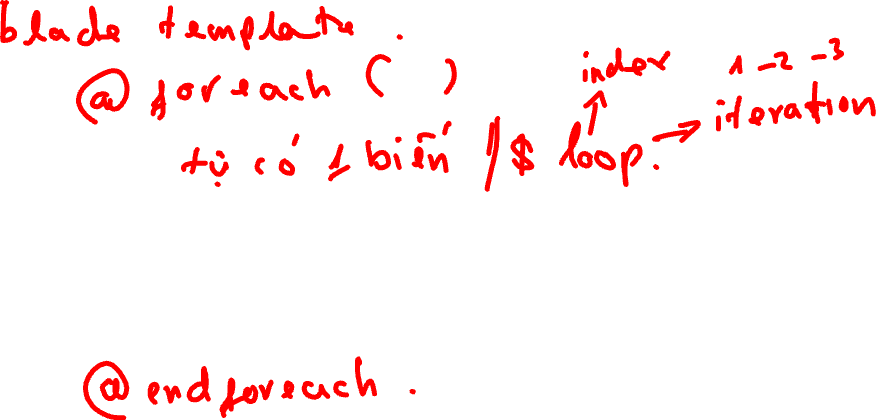 blade template.
@foreach ( )
index 1 - 2 - 3
iteration
tự có 1 biến $ loop.
@endforeach.